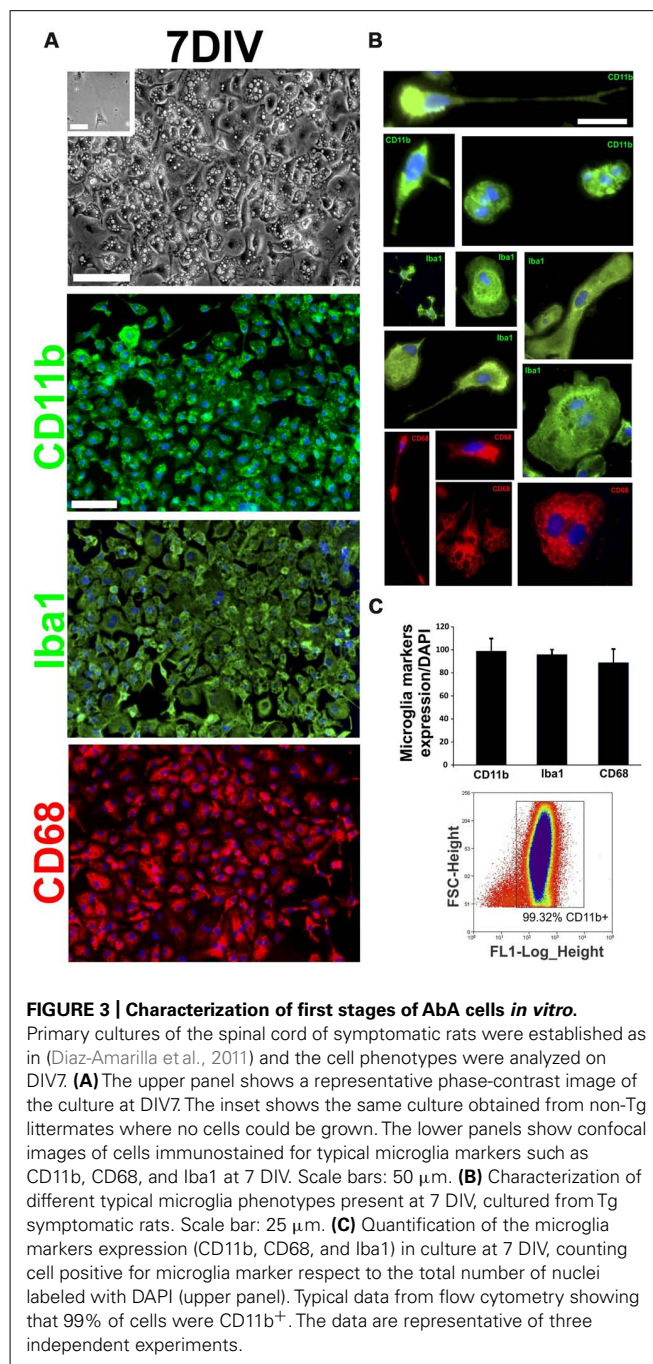 A
7DIV
CD11b
Iba1
CD68
B
CD11b
CD11b
CD11b
Iba1
Iba1
Iba1
Iba1
Iba1
CD68
CD68
CD68
CD68
C
Microglia markers
expression/DAPI
120
100
80
60
40
20
0
CD11b Iba1 CD68
FSC-Height
256
204
51
99.32% CD11b+
10⁰ 10¹ 10² 10³ 10⁴ 10⁵
FL1-Log_Height
FIGURE 3 | Characterization of first stages of AbA cells in vitro.
Primary cultures of the spinal cord of symptomatic rats were established as
in (Diaz-Amarilla et al., 2011) and the cell phenotypes were analyzed on
DIV7. (A) The upper panel shows a representative phase-contrast image of
the culture at DIV7. The inset shows the same culture obtained from non-Tg
littermates where no cells could be grown. The lower panels show confocal
images of cells immunostained for typical microglia markers such as
CD11b, CD68, and Iba1 at 7 DIV. Scale bars: 50 μm. (B) Characterization of
different typical microglia phenotypes present at 7 DIV, cultured from Tg
symptomatic rats. Scale bar: 25 μm. (C) Quantification of the microglia
markers expression (CD11b, CD68, and Iba1) in culture at 7 DIV, counting
cell positive for microglia marker respect to the total number of nuclei
labeled with DAPI (upper panel). Typical data from flow cytometry showing
that 99% of cells were CD11b⁺. The data are representative of three
independent experiments.